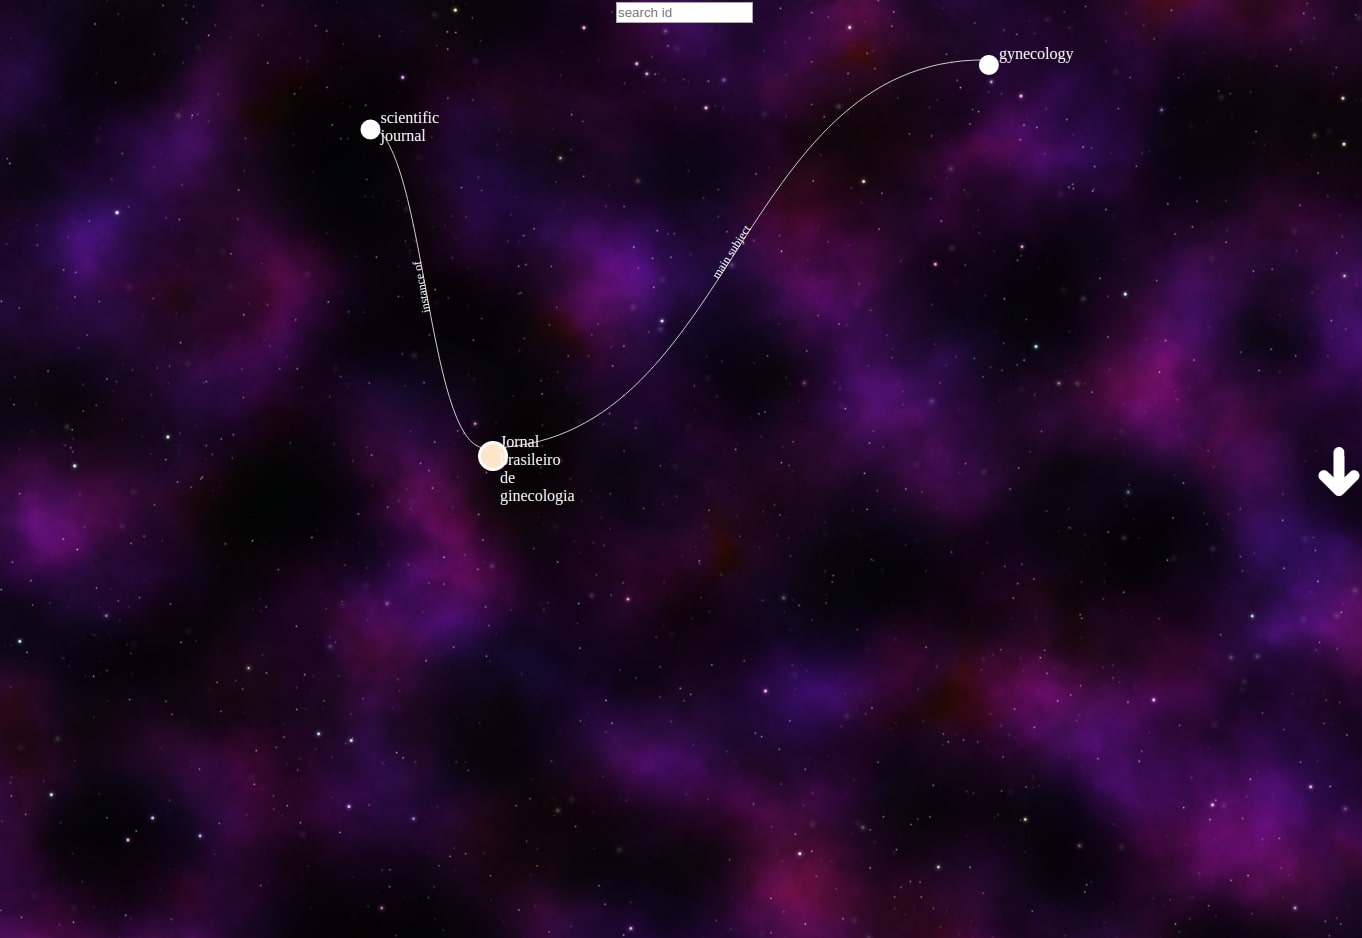 search id
gynecology
scientific
journal
main subject
instance of
Jornal
brasileiro
de
ginecologia